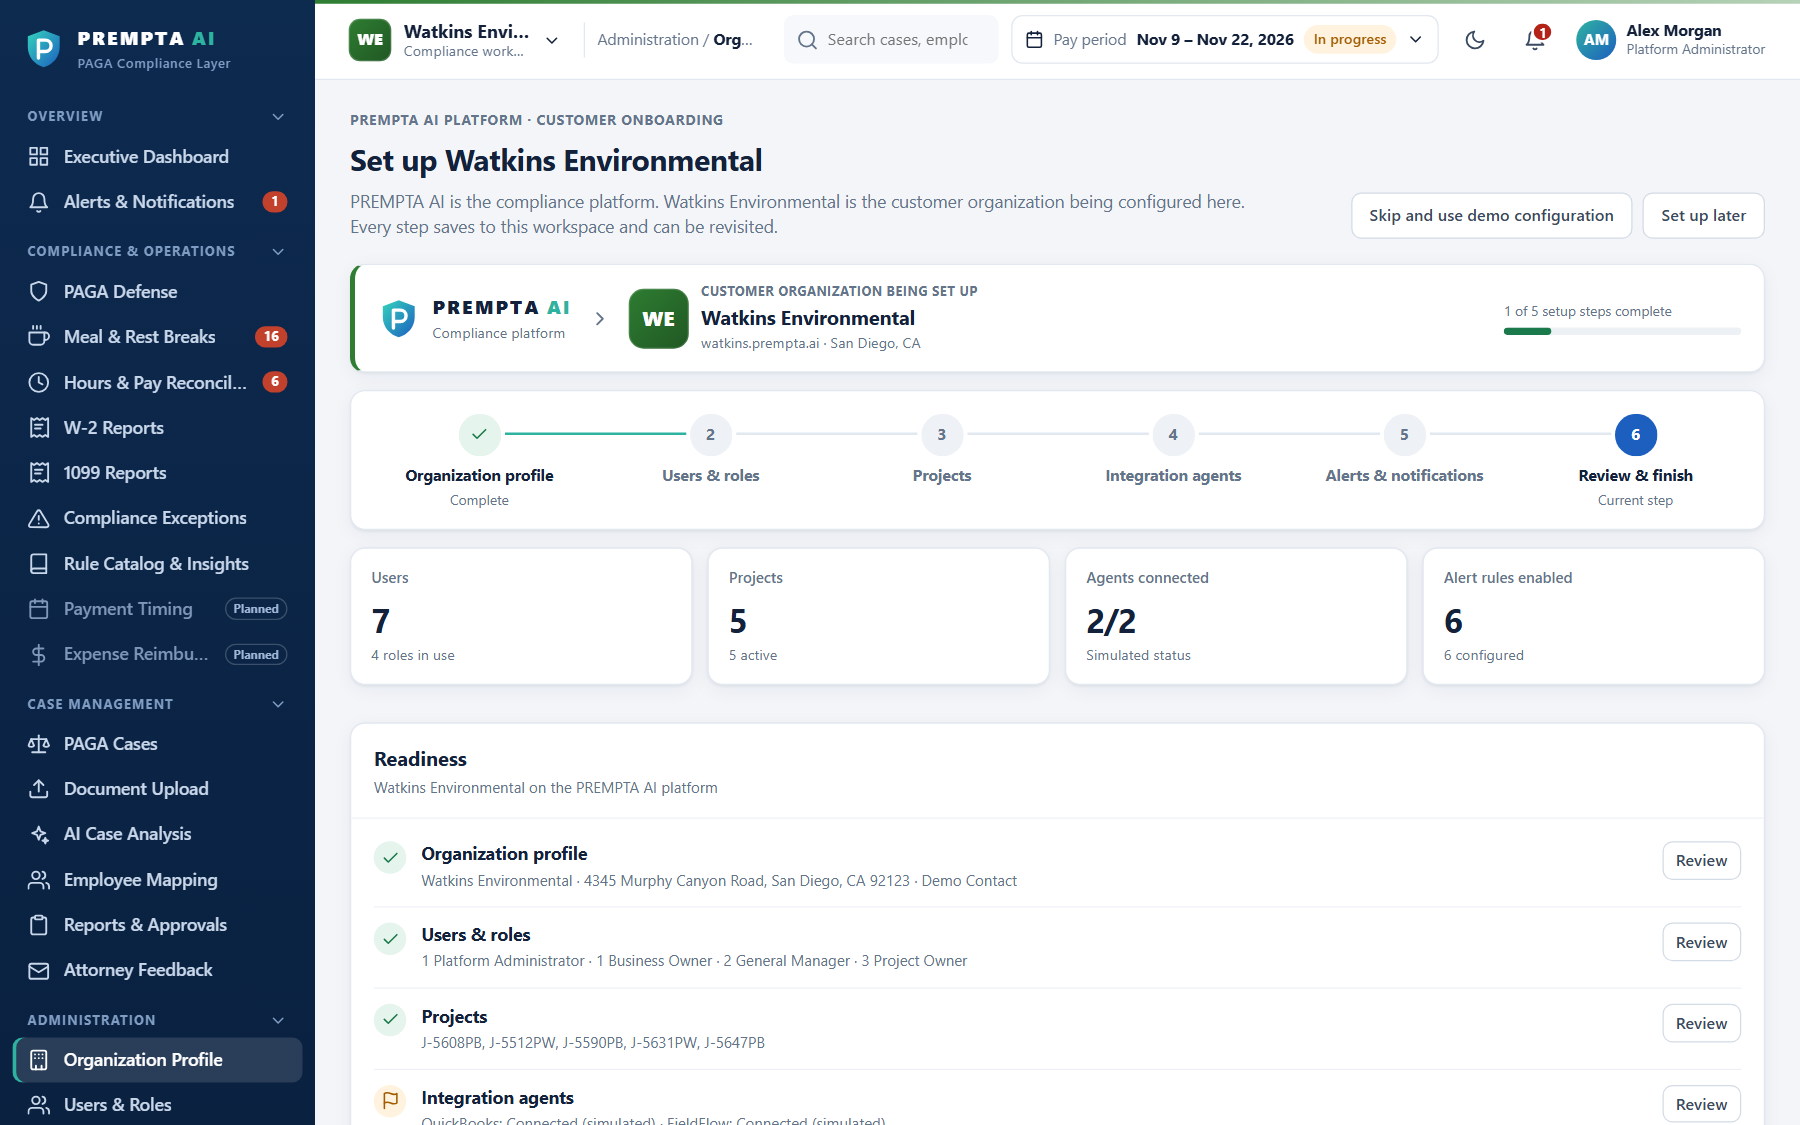 PREMPTA AI
PAGA Compliance Layer
OVERVIEW
Executive Dashboard
Alerts & Notifications 1
COMPLIANCE & OPERATIONS
PAGA Defense
Meal & Rest Breaks 16
Hours & Pay Reconcil... 6
W-2 Reports
1099 Reports
Compliance Exceptions
Rule Catalog & Insights
Payment Timing Planned
Expense Reimbu... Planned
CASE MANAGEMENT
PAGA Cases
Document Upload
AI Case Analysis
Employee Mapping
Reports & Approvals
Attorney Feedback
ADMINISTRATION
Organization Profile
Users & Roles
WE
Watkins Envi...
Compliance work...
Administration / Org...
Search cases, emplc
Pay period Nov 9 – Nov 22, 2026 In progress
1
AM
Alex Morgan
Platform Administrator
PREMPTA AI PLATFORM · CUSTOMER ONBOARDING
Set up Watkins Environmental
PREMPTA AI is the compliance platform. Watkins Environmental is the customer organization being configured here.
Every step saves to this workspace and can be revisited.
Skip and use demo configuration
Set up later
PREMPTA AI
Compliance platform
WE
CUSTOMER ORGANIZATION BEING SET UP
Watkins Environmental
watkins.prempta.ai · San Diego, CA
1 of 5 setup steps complete
2 3 4 5 6
Organization profile Users & roles Projects Integration agents Alerts & notifications Review & finish
Complete Current step
Users
7
4 roles in use
Projects
5
5 active
Agents connected
2/2
Simulated status
Alert rules enabled
6
6 configured
Readiness
Watkins Environmental on the PREMPTA AI platform
Organization profile
Watkins Environmental · 4345 Murphy Canyon Road, San Diego, CA 92123 · Demo Contact
Review
Users & roles
1 Platform Administrator · 1 Business Owner · 2 General Manager · 3 Project Owner
Review
Projects
J-5608PB, J-5512PW, J-5590PB, J-5631PW, J-5647PB
Review
Integration agents
QuickBooks: Connected (simulated) · FieldFlow: Connected (simulated)
Review